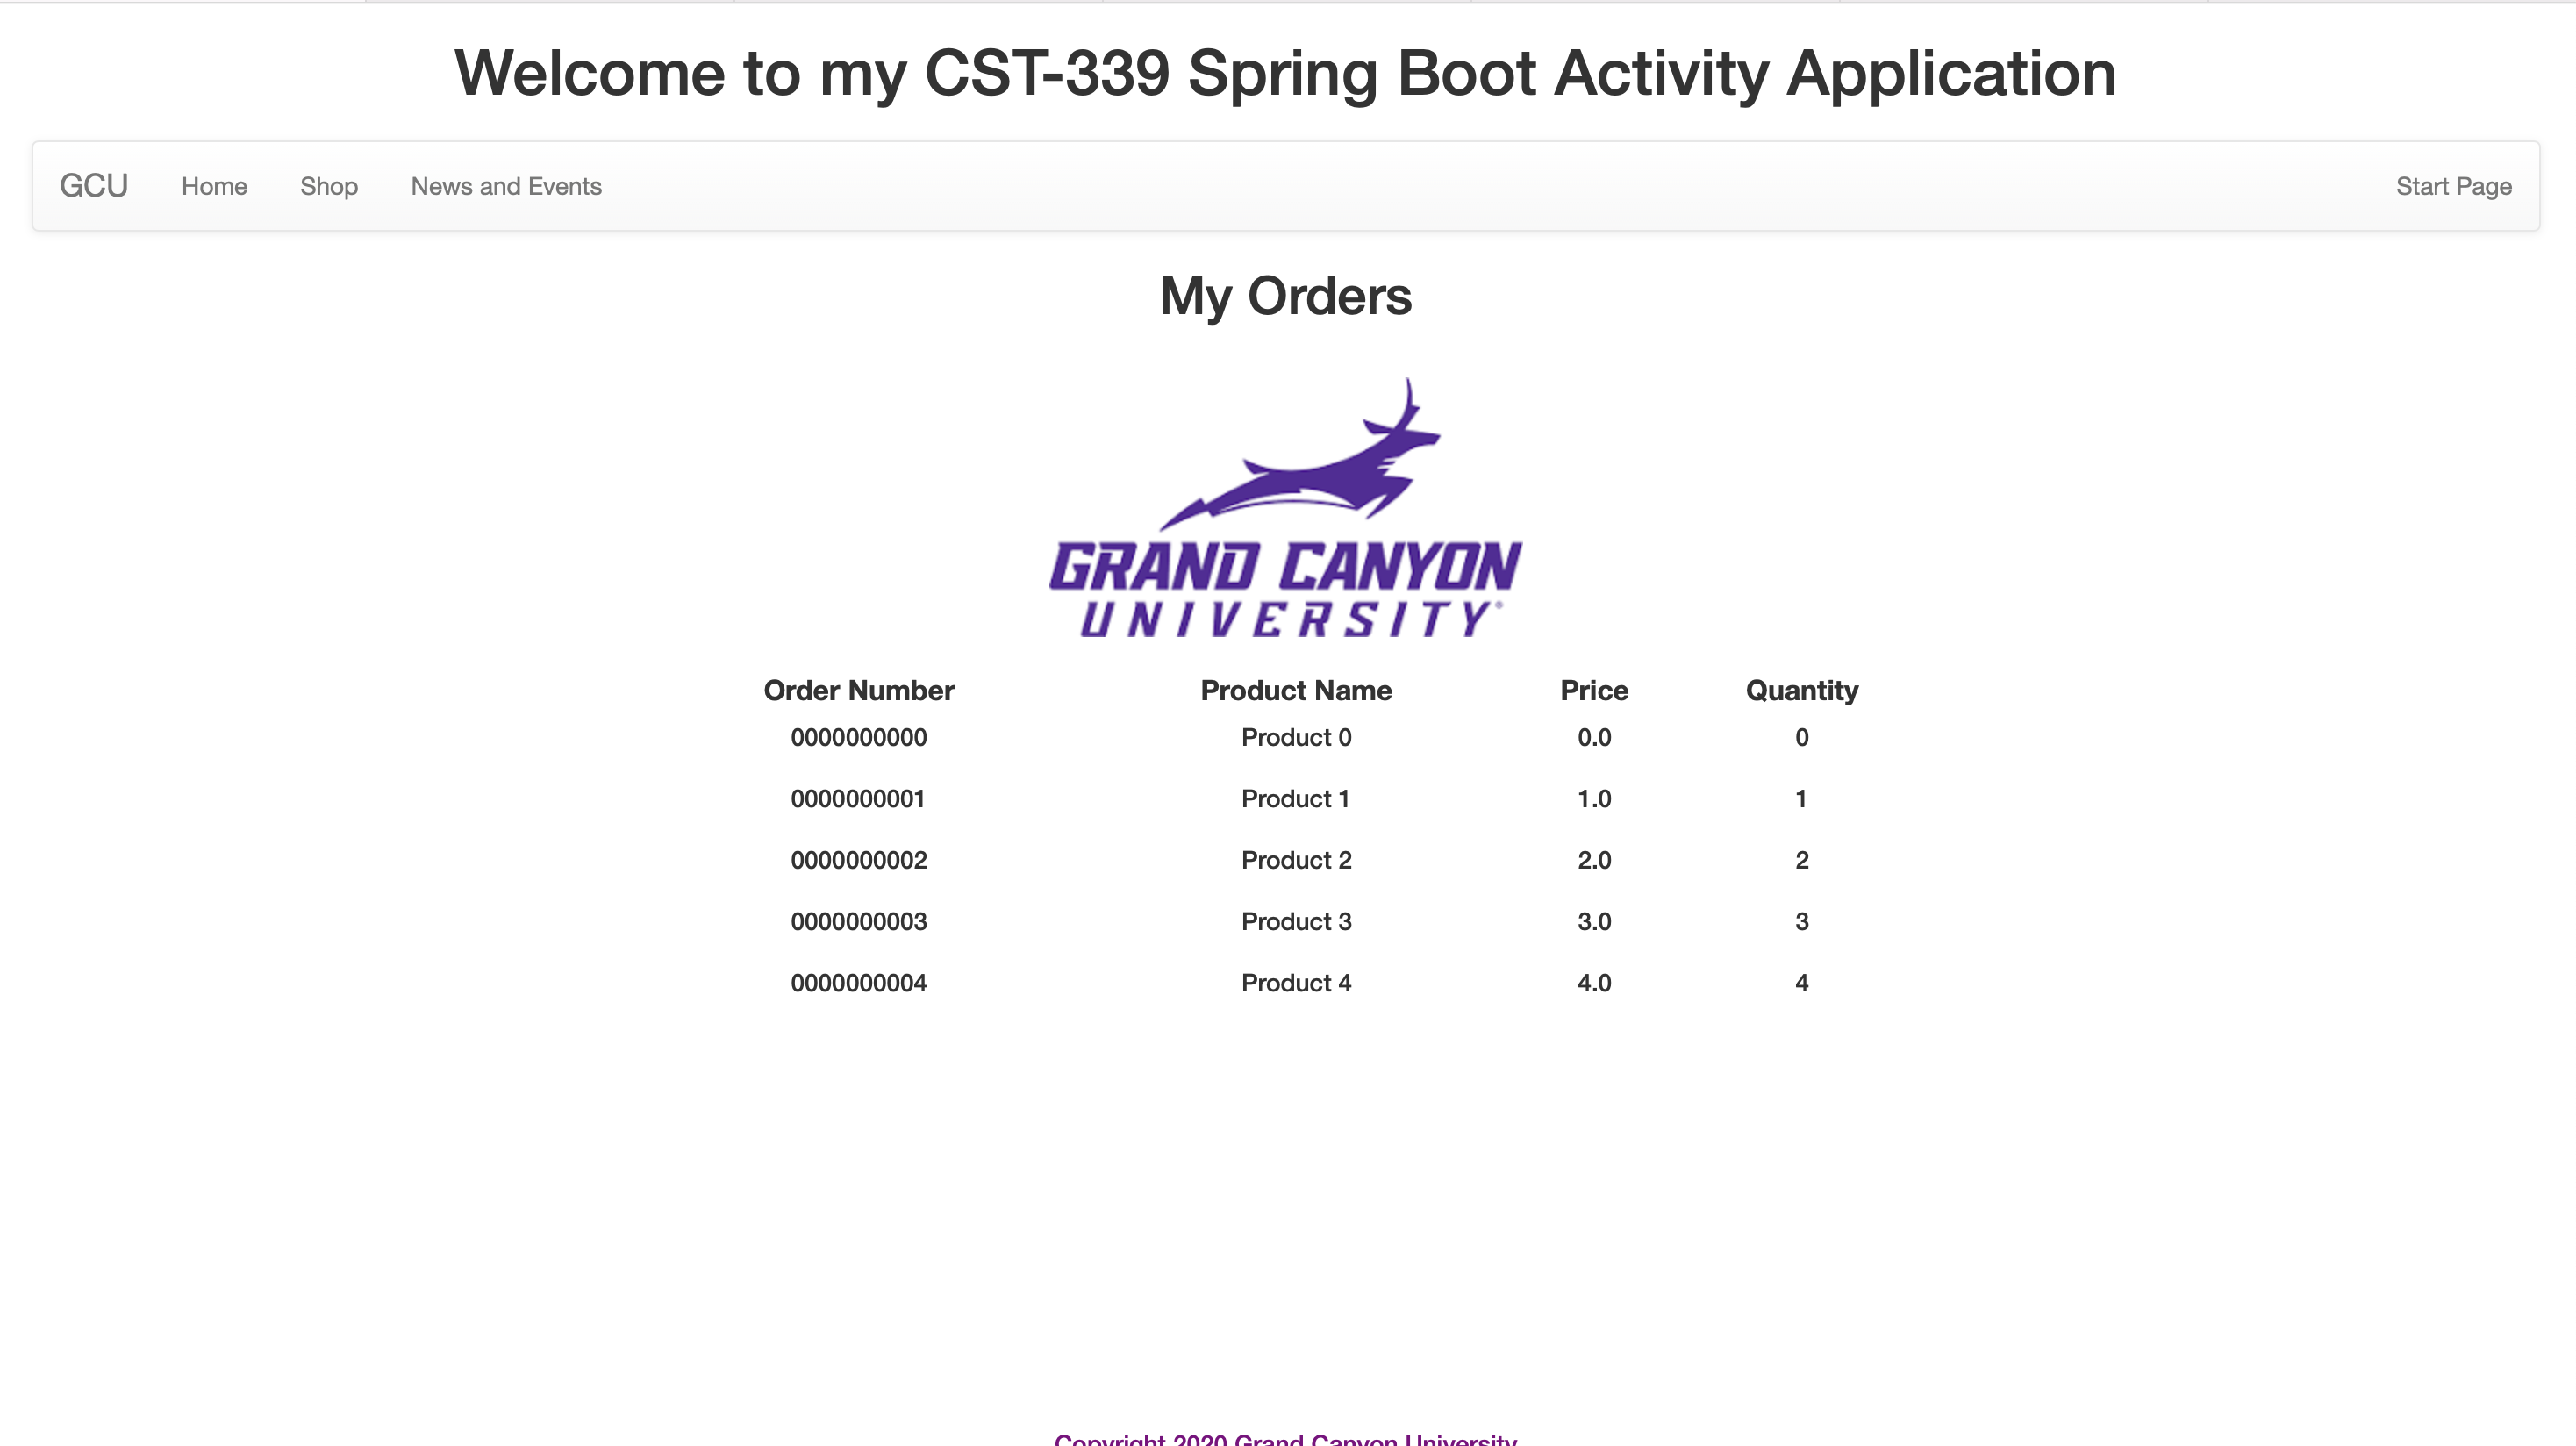 Welcome to my CST-339 Spring Boot Activity Application
GCU Home Shop News and Events Start Page
My Orders
GRAND CANYON
UNIVERSITY®
Order Number Product Name Price Quantity
0000000000 Product 0 0.0 0
0000000001 Product 1 1.0 1
0000000002 Product 2 2.0 2
0000000003 Product 3 3.0 3
0000000004 Product 4 4.0 4
Copyright 2020 Grand Canyon University